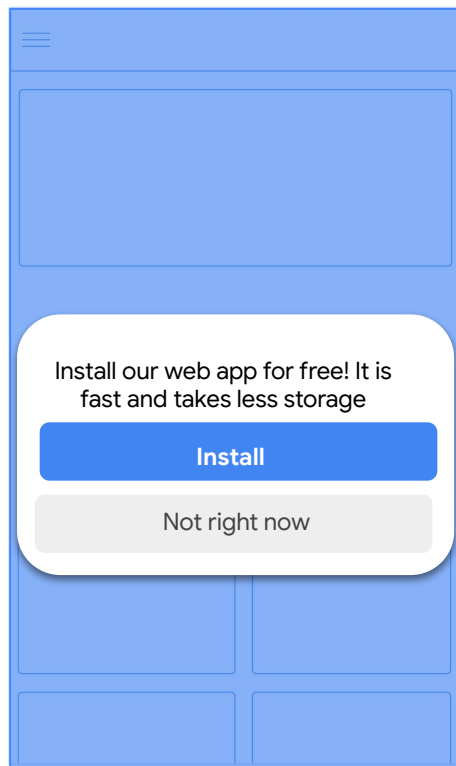 Install our web app for free! It is
fast and takes less storage
Install
Not right now